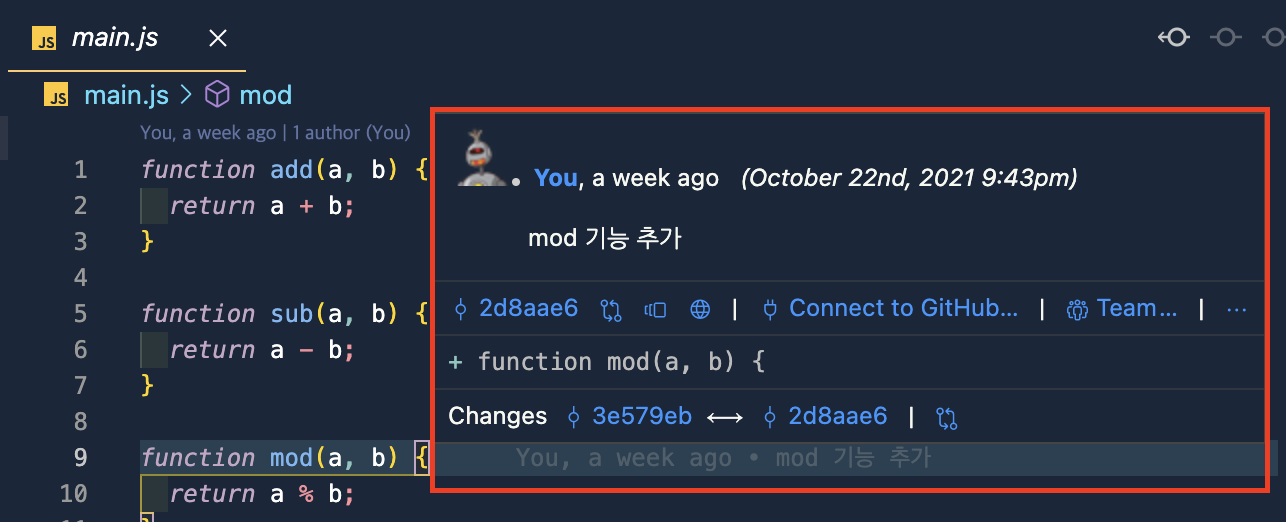 JS main.js
JS main.js > mod
You, a week ago | 1 author (You)
1 function add(a, b) {
2 return a + b;
3 }
4
5 function sub(a, b) {
6 return a - b;
7 }
8
9 function mod(a, b) {
10 return a % b;
11 }
You, a week ago (October 22nd, 2021 9:43pm)
mod 기능 추가
2d8aae6 | Connect to GitHub... | Team... | ...
+ function mod(a, b) {
Changes 3e579eb ⟷ 2d8aae6 |
You, a week ago • mod 기능 추가